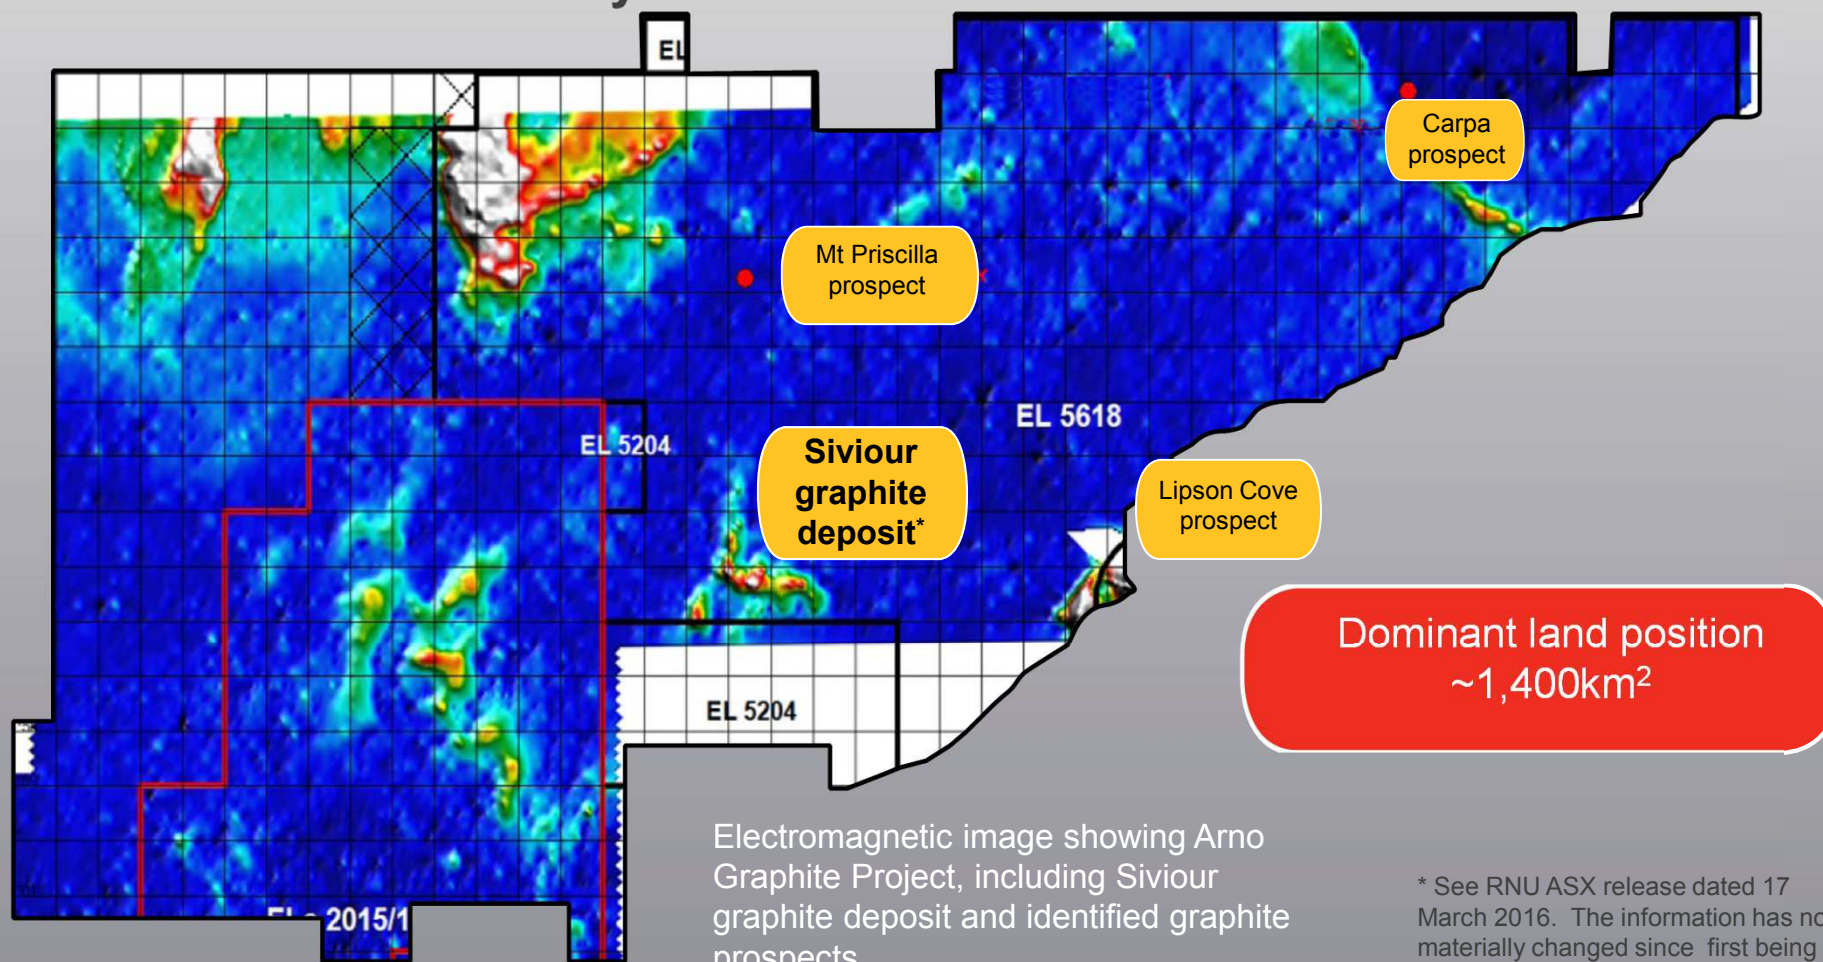 EL
Carpa
prospect
Mt Priscilla
prospect
EL 5618
EL 5204
Siviour
graphite
deposit*
Lipson Cove
prospect
Dominant land position
~1,400km²
EL 5204
Electromagnetic image showing Arno
Graphite Project, including Siviour
graphite deposit and identified graphite
prospects
* See RNU ASX release dated 17
March 2016. The information has no
materially changed since first being
2015/1